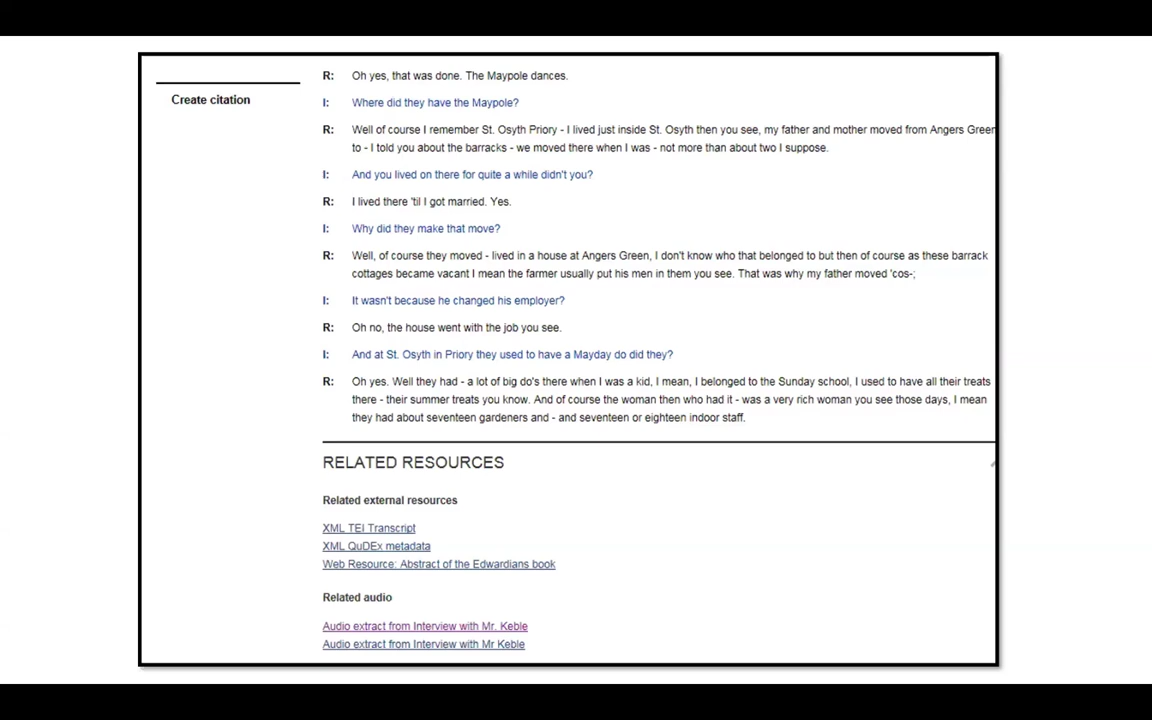 Create citation
R: Oh yes, that was done. The Maypole dances.
I: Where did they have the Maypole?
R: Well of course I remember St. Osyth Priory - I lived just inside St. Osyth then you see, my father and mother moved from Angers Green
to - I told you about the barracks - we moved there when I was - not more than about two I suppose.
I: And you lived on there for quite a while didn't you?
R: I lived there 'til I got married. Yes.
I: Why did they make that move?
R: Well, of course they moved - lived in a house at Angers Green, I don't know who that belonged to but then of course as these barrack
cottages became vacant I mean the farmer usually put his men in them you see. That was why my father moved 'cos-;
I: It wasn't because he changed his employer?
R: Oh no, the house went with the job you see.
I: And at St. Osyth in Priory they used to have a Mayday do did they?
R: Oh yes. Well they had - a lot of big do's there when I was a kid, I mean, I belonged to the Sunday school, I used to have all their treats
there - their summer treats you know. And of course the woman then who had it - was a very rich woman you see those days, I mean
they had about seventeen gardeners and - and seventeen or eighteen indoor staff.
RELATED RESOURCES
Related external resources
XML TEI Transcript
XML QuDEx metadata
Web Resource: Abstract of the Edwardians book
Related audio
Audio extract from Interview with Mr. Keble
Audio extract from Interview with Mr Keble